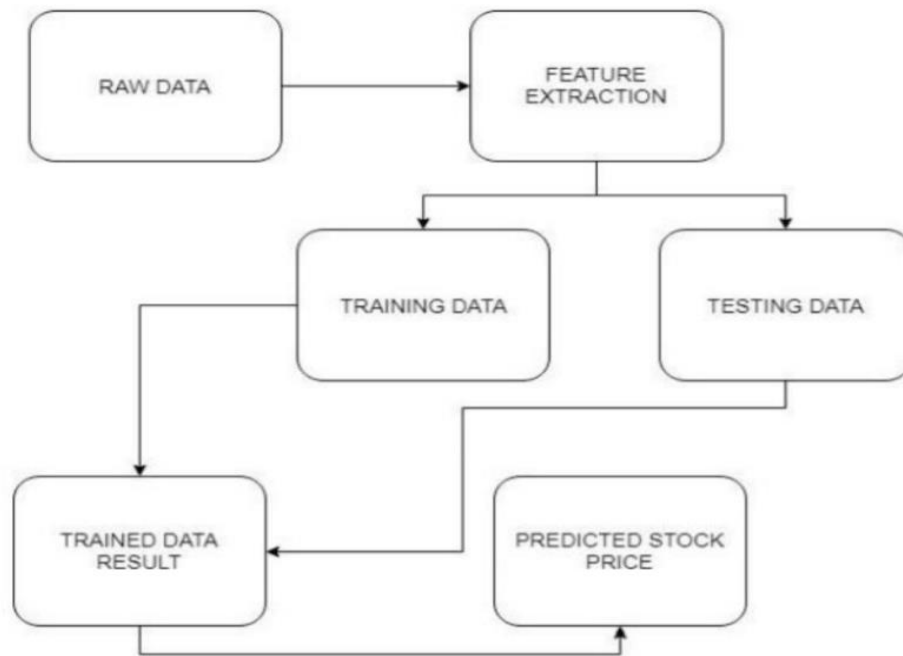 RAW DATA
FEATURE
EXTRACTION
TRAINING DATA
TESTING DATA
TRAINED DATA
RESULT
PREDICTED STOCK
PRICE